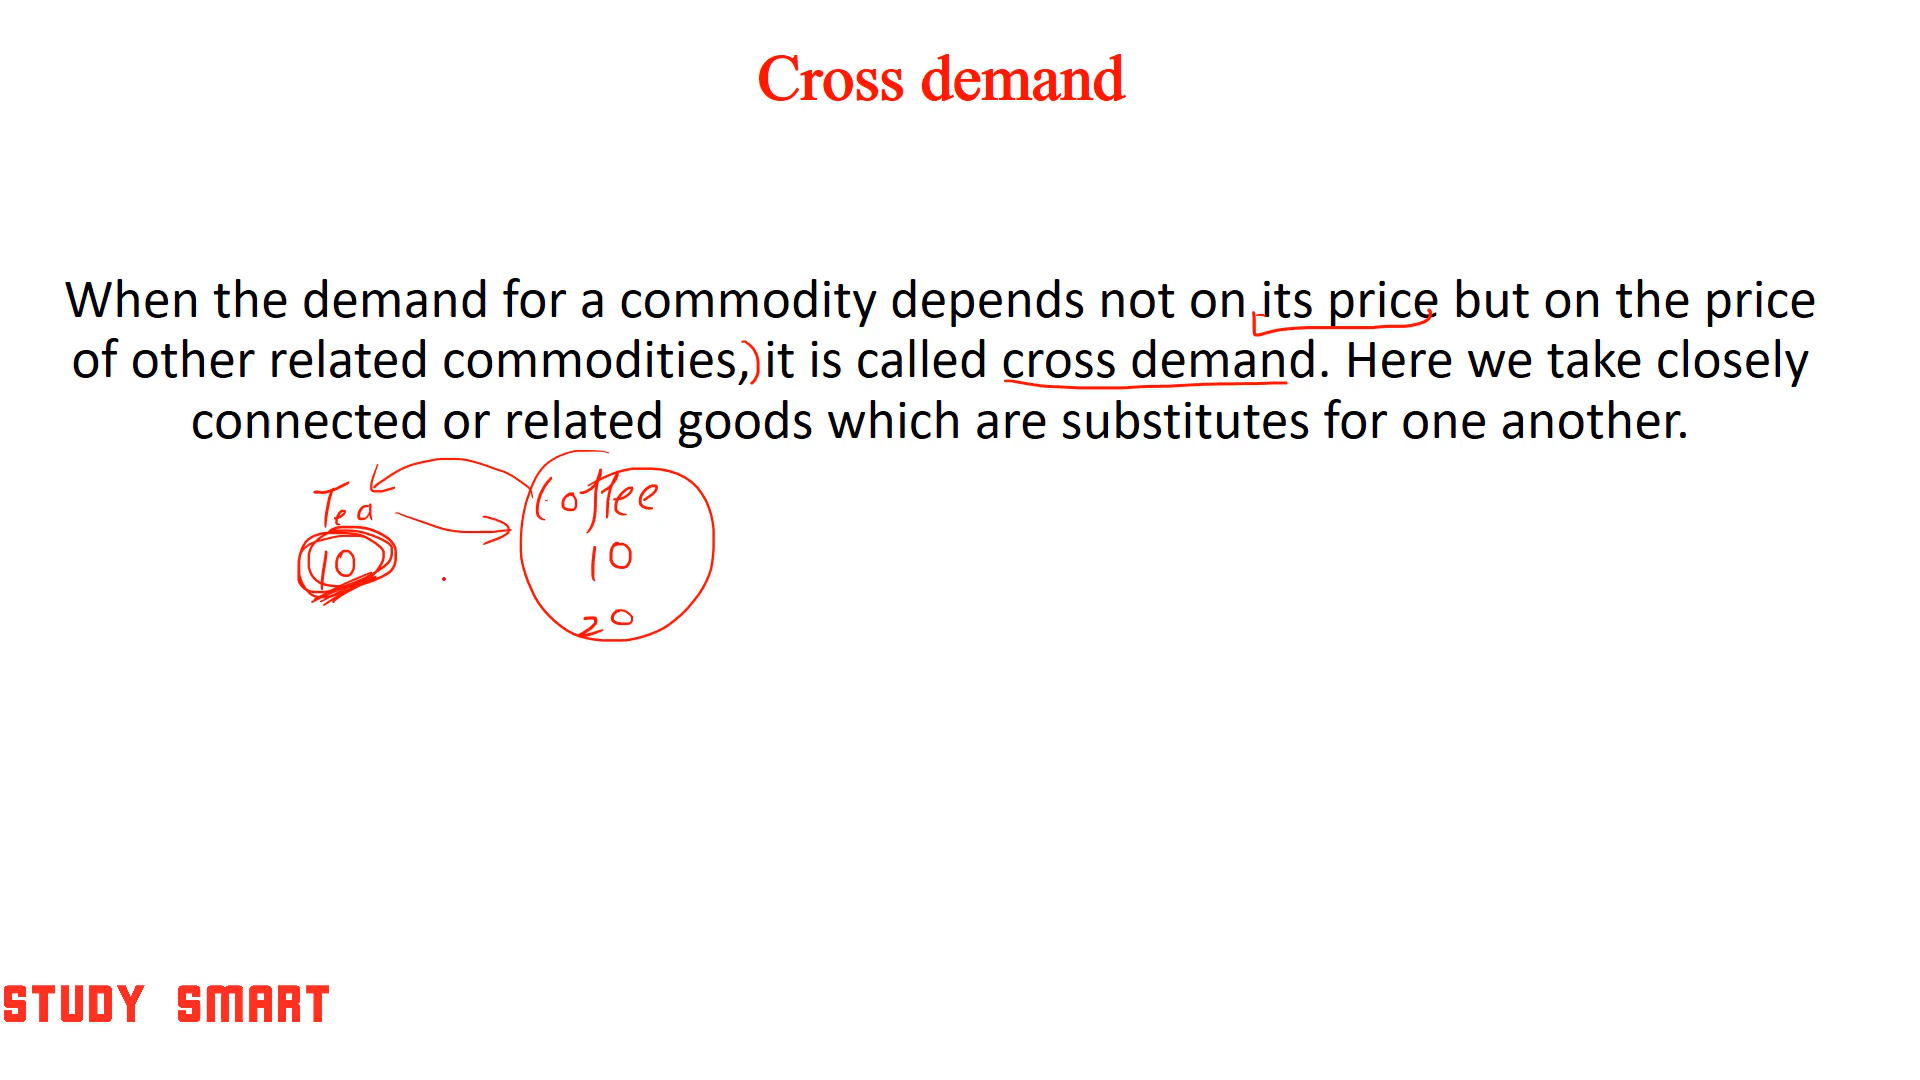 Cross demand
When the demand for a commodity depends not on its price but on the price
of other related commodities, it is called cross demand. Here we take closely
connected or related goods which are substitutes for one another.
Tea Coffee
10 10
20
STUDY SMART